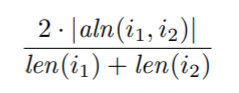 2 · |aln(i₁, i₂)|
len(i₁) + len(i₂)